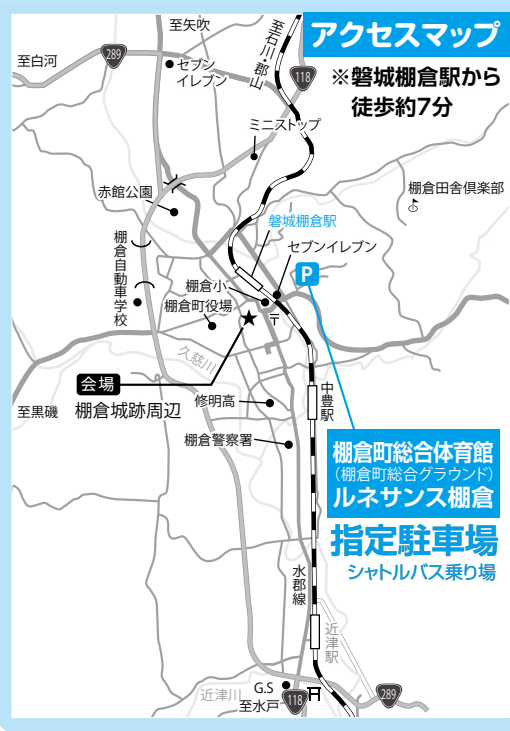 アクセスマップ
※磐城棚倉駅から
徒歩約7分
至矢吹
至石川・郡山
至白河
289
セブン
イレブン
118
ミニストップ
赤館公園
棚倉田舎倶楽部
磐城棚倉駅
棚倉自動車学校
セブンイレブン
P
棚倉小
棚倉町役場
〒
久慈川
会場
棚倉城跡周辺
至黒磯
修明高
中豊駅
棚倉警察署
棚倉町総合体育館
(棚倉町総合グラウンド)
ルネサンス棚倉
指定駐車場
シャトルバス乗り場
水郡線
近津駅
近津川
G.S
至水戸
118
289